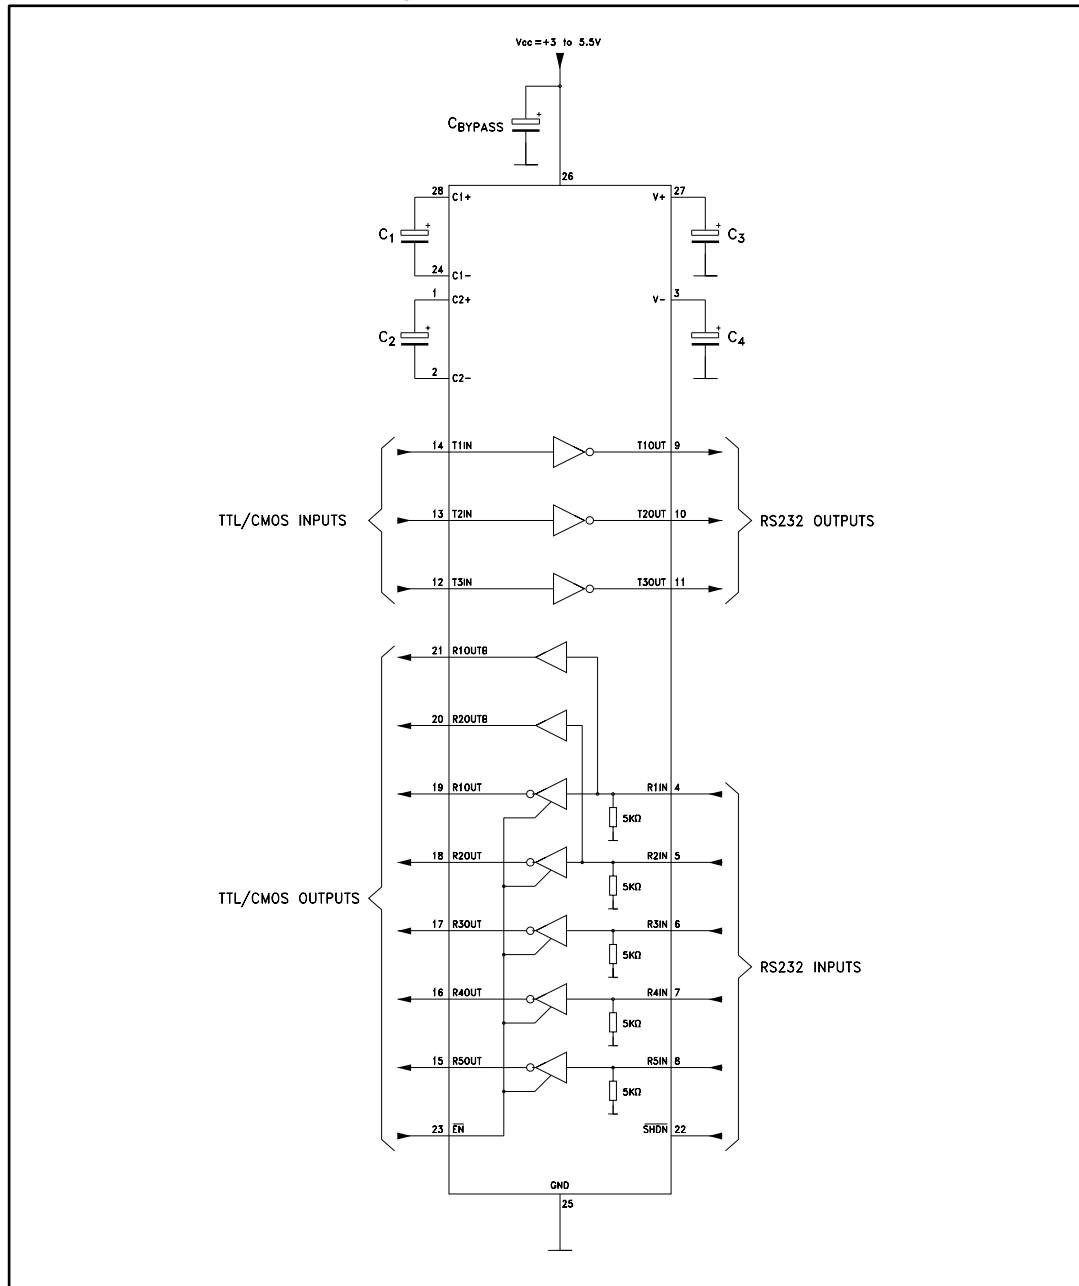 Vcc=+3 to 5.5V
+
CBYPASS
26
28 C1+ V+ 27
+ +
C1 C3
24 C1-
1 C2+ V- 3
+ +
C2 C4
2 C2-
14 T1IN T1OUT 9
TTL/CMOS INPUTS 13 T2IN T2OUT 10 RS232 OUTPUTS
12 T3IN T3OUT 11
21 R1OUTB
20 R2OUTB
19 R1OUT R1IN 4
5KΩ
18 R2OUT R2IN 5
5KΩ
TTL/CMOS OUTPUTS
17 R3OUT R3IN 6
5KΩ
RS232 INPUTS
16 R4OUT R4IN 7
5KΩ
15 R5OUT R5IN 8
5KΩ
23 EN SHDN 22
GND
25